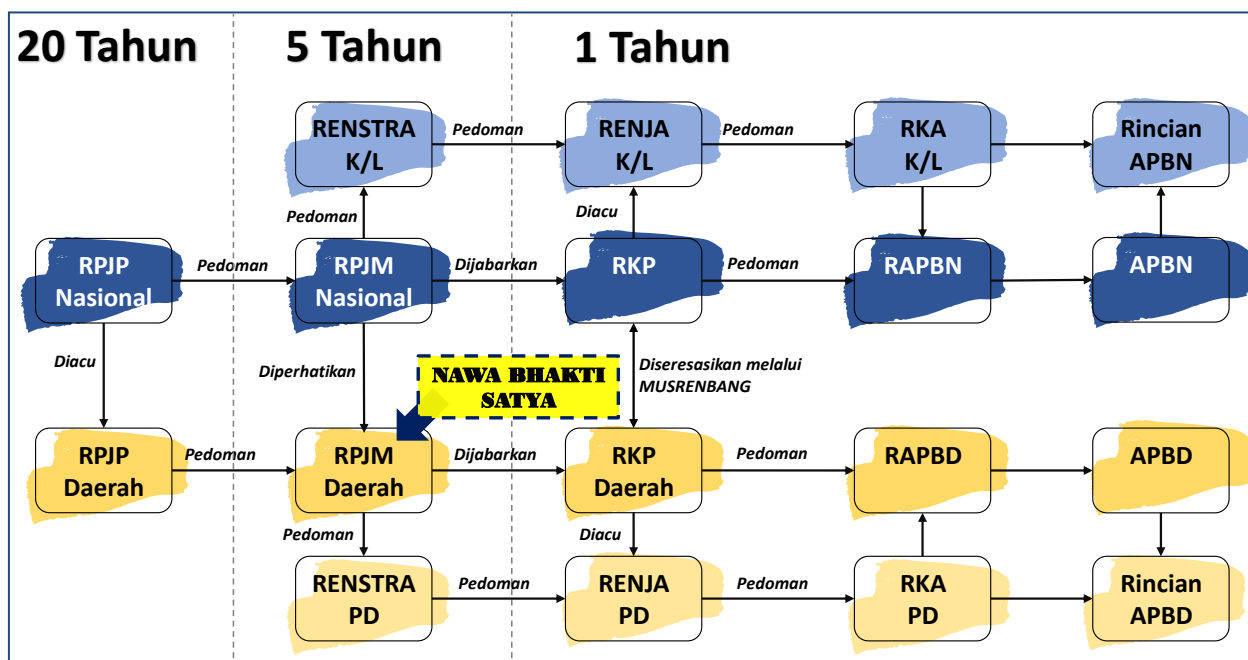 20 Tahun
5 Tahun
1 Tahun
RENSTRA
K/L
Pedoman
RENJA
K/L
Pedoman
RKA
K/L
Rincian
APBN
Pedoman
Diacu
RPJP
Nasional
Pedoman
RPJM
Nasional
Dijabarkan
RKP
Pedoman
RAPBN
APBN
Diacu
Diperhatikan
NAWA BHAKTI
SATYA
Diseresasikan melalui
MUSRENBANG
RPJP
Daerah
Pedoman
RPJM
Daerah
Dijabarkan
RKP
Daerah
Pedoman
RAPBD
APBD
Pedoman
Diacu
RENSTRA
PD
Pedoman
RENJA
PD
Pedoman
RKA
PD
Rincian
APBD